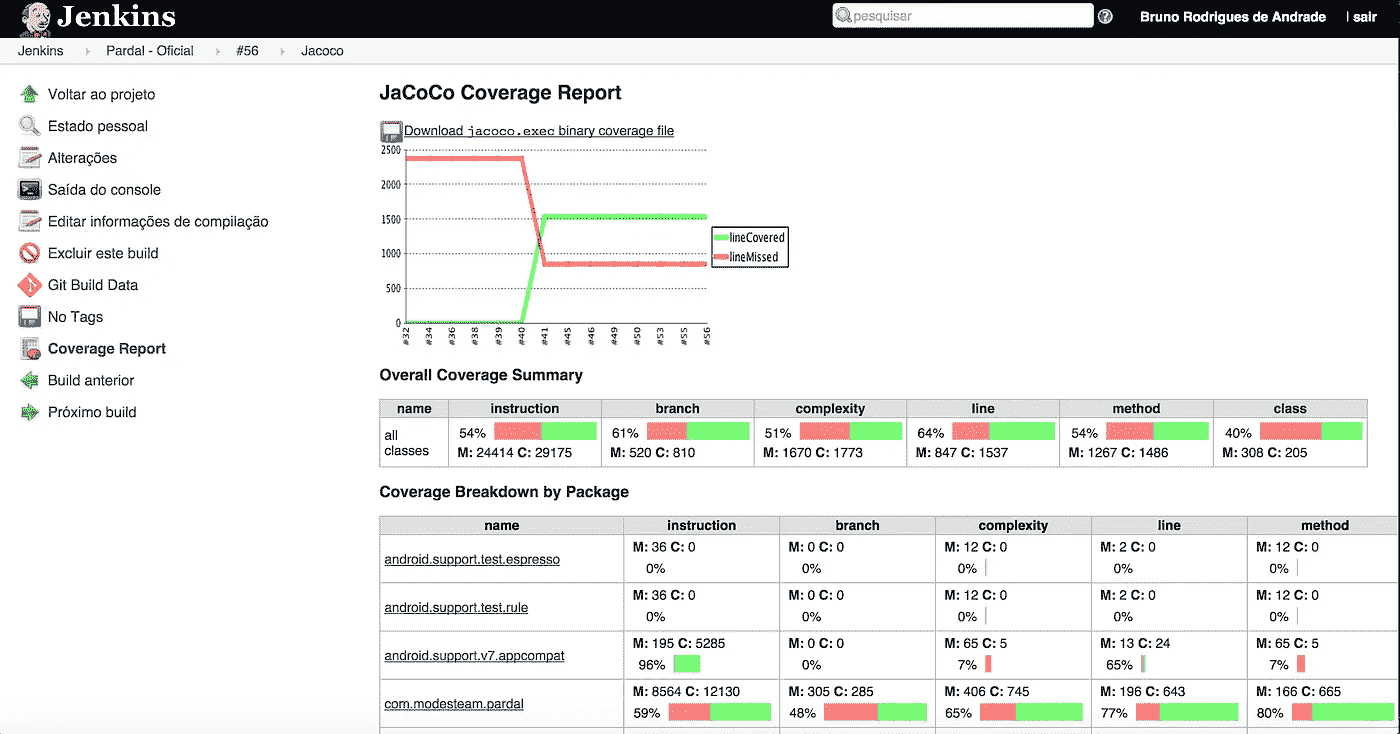 Jenkins
pesquisar
Bruno Rodrigues de Andrade
| sair
Jenkins Pardal - Oficial #56 Jacoco
Voltar ao projeto
Estado pessoal
Alterações
Saída do console
Editar informações de compilação
Excluir este build
Git Build Data
No Tags
Coverage Report
Build anterior
Próximo build
JaCoCo Coverage Report
Download jacoco.exec binary coverage file
2500
2000
1500
1000
500
0
#32 #34 #36 #38 #39 #40 #41 #45 #46 #49 #50 #53 #55 #56
lineCovered
lineMissed
Overall Coverage Summary
name instruction branch complexity line method class
all classes
54% 61% 51% 64% 54% 40%
M: 24414 C: 29175 M: 520 C: 810 M: 1670 C: 1773 M: 847 C: 1537 M: 1267 C: 1486 M: 308 C: 205
Coverage Breakdown by Package
name instruction branch complexity line method
android.support.test.espresso
M: 36 C: 0 M: 0 C: 0 M: 12 C: 0 M: 2 C: 0 M: 12 C: 0
0% 0% 0% 0% 0%
android.support.test.rule
M: 36 C: 0 M: 0 C: 0 M: 12 C: 0 M: 2 C: 0 M: 12 C: 0
0% 0% 0% 0% 0%
android.support.v7.appcompat
M: 195 C: 5285 M: 0 C: 0 M: 65 C: 5 M: 13 C: 24 M: 65 C: 5
96% 0% 7% 65% 7%
com.modesteam.pardal
M: 8564 C: 12130 M: 305 C: 285 M: 406 C: 745 M: 196 C: 643 M: 166 C: 665
59% 48% 65% 77% 80%